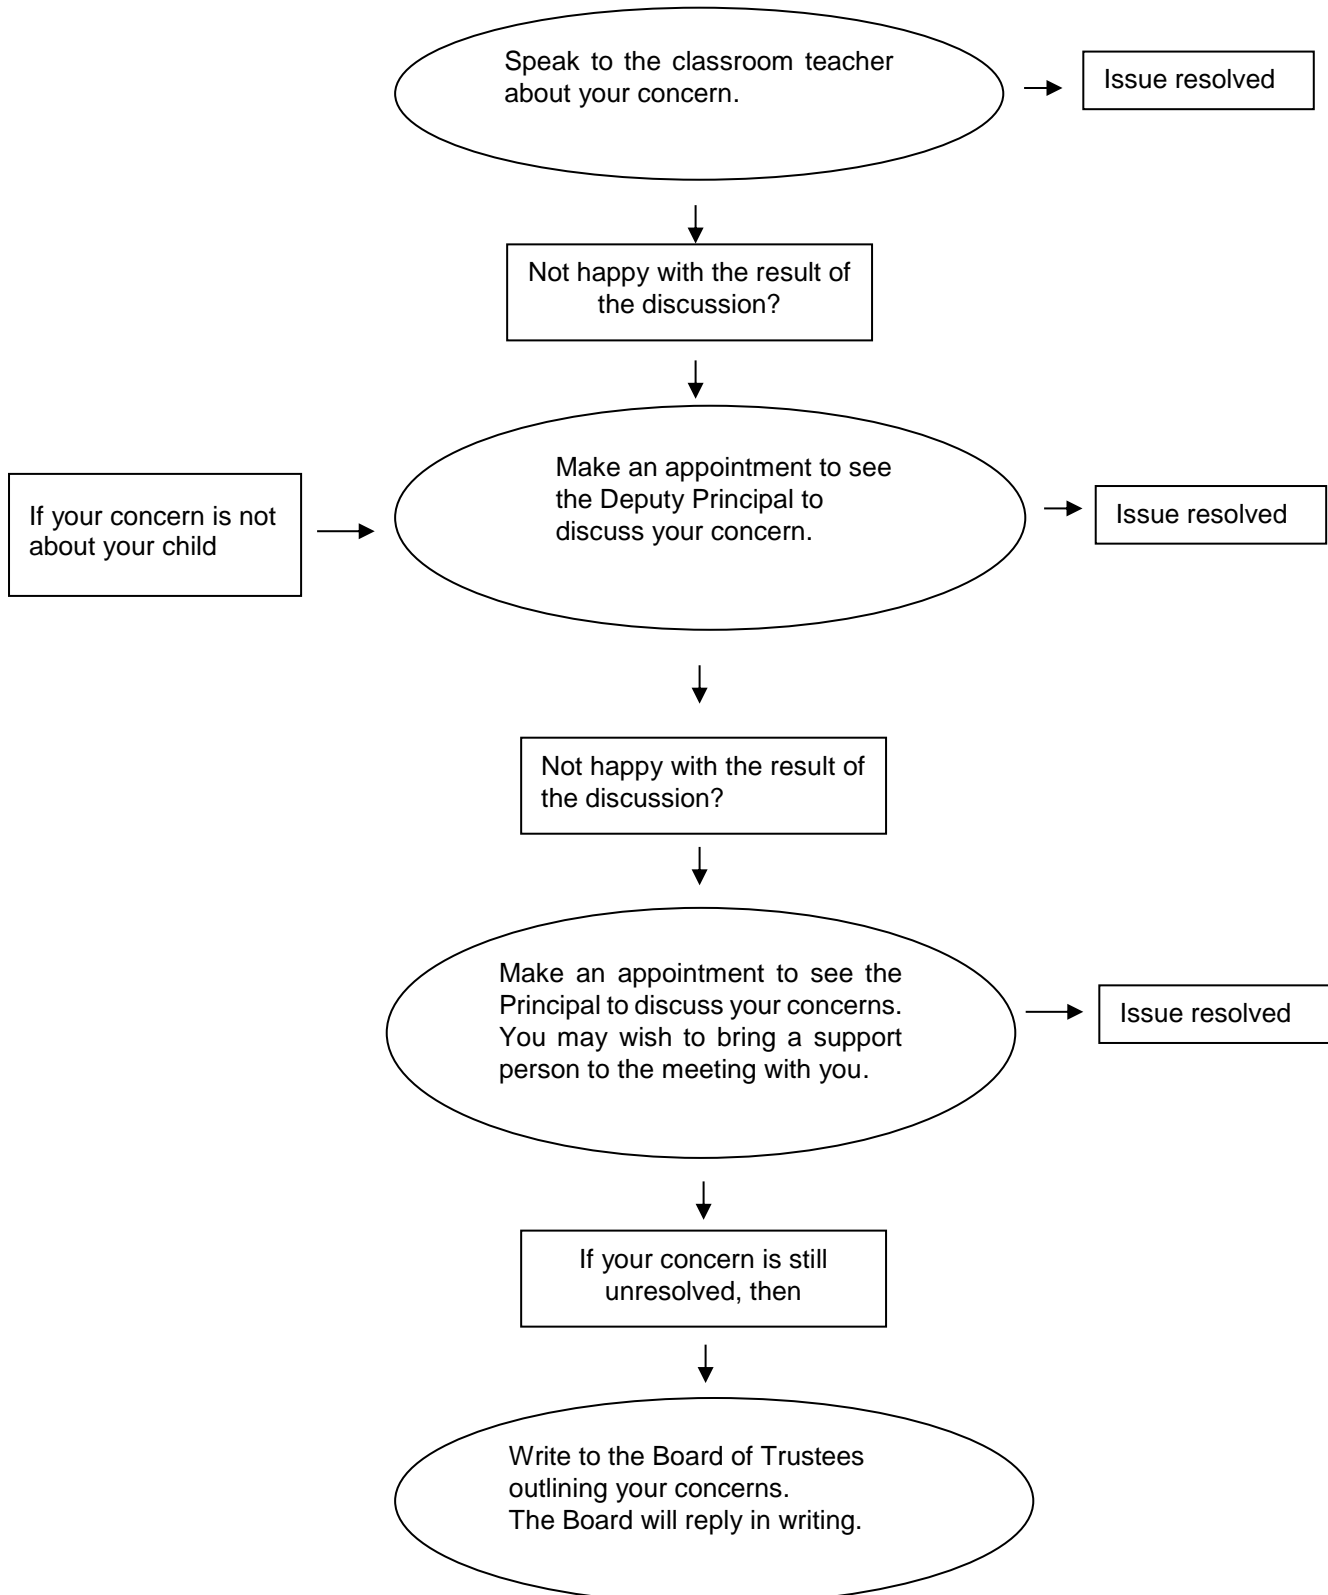 Speak to the classroom teacher
about your concern.
Issue resolved
Not happy with the result of
the discussion?
If your concern is not
about your child
Make an appointment to see
the Deputy Principal to
discuss your concern.
Issue resolved
Not happy with the result of
the discussion?
Make an appointment to see the
Principal to discuss your concerns.
You may wish to bring a support
person to the meeting with you.
Issue resolved
If your concern is still
unresolved, then
Write to the Board of Trustees
outlining your concerns.
The Board will reply in writing.